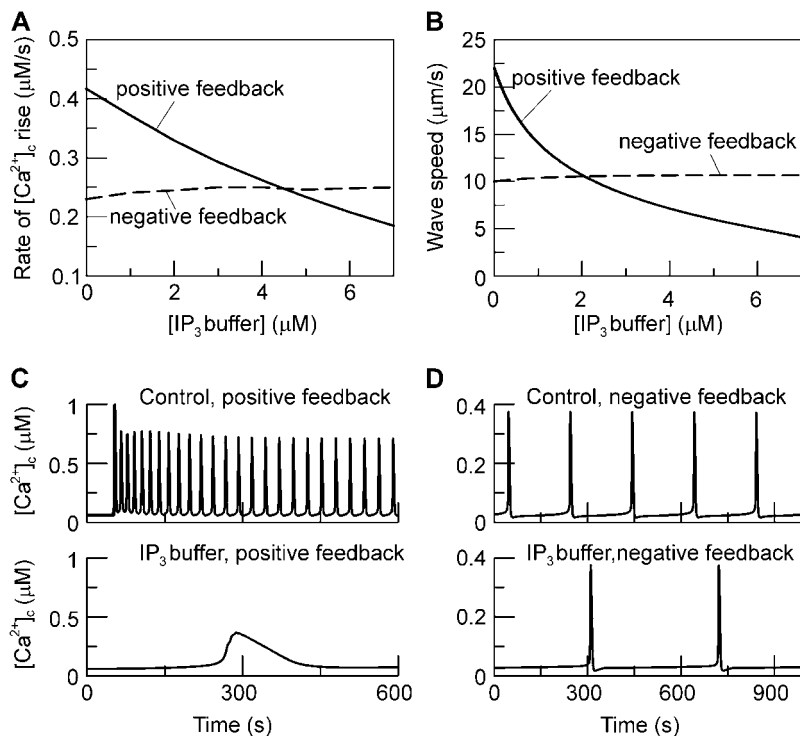 A
Rate of [Ca2+]c rise (μM/s)
0.5
0.4
0.3
0.2
0.1
positive feedback
negative feedback
0 2 4 6
[IP3 buffer] (μM)
B
Wave speed (μm/s)
25
20
15
10
5
0
positive feedback
negative feedback
0 2 4 6
[IP3 buffer] (μM)
C
Control, positive feedback
[Ca2+]c (μM)
1
0.5
0
IP3 buffer, positive feedback
[Ca2+]c (μM)
1
0.5
0
0 300 600
Time (s)
D
Control, negative feedback
0.4
0.2
0
IP3 buffer,negative feedback
0.4
0.2
0
0 300 600 900
Time (s)